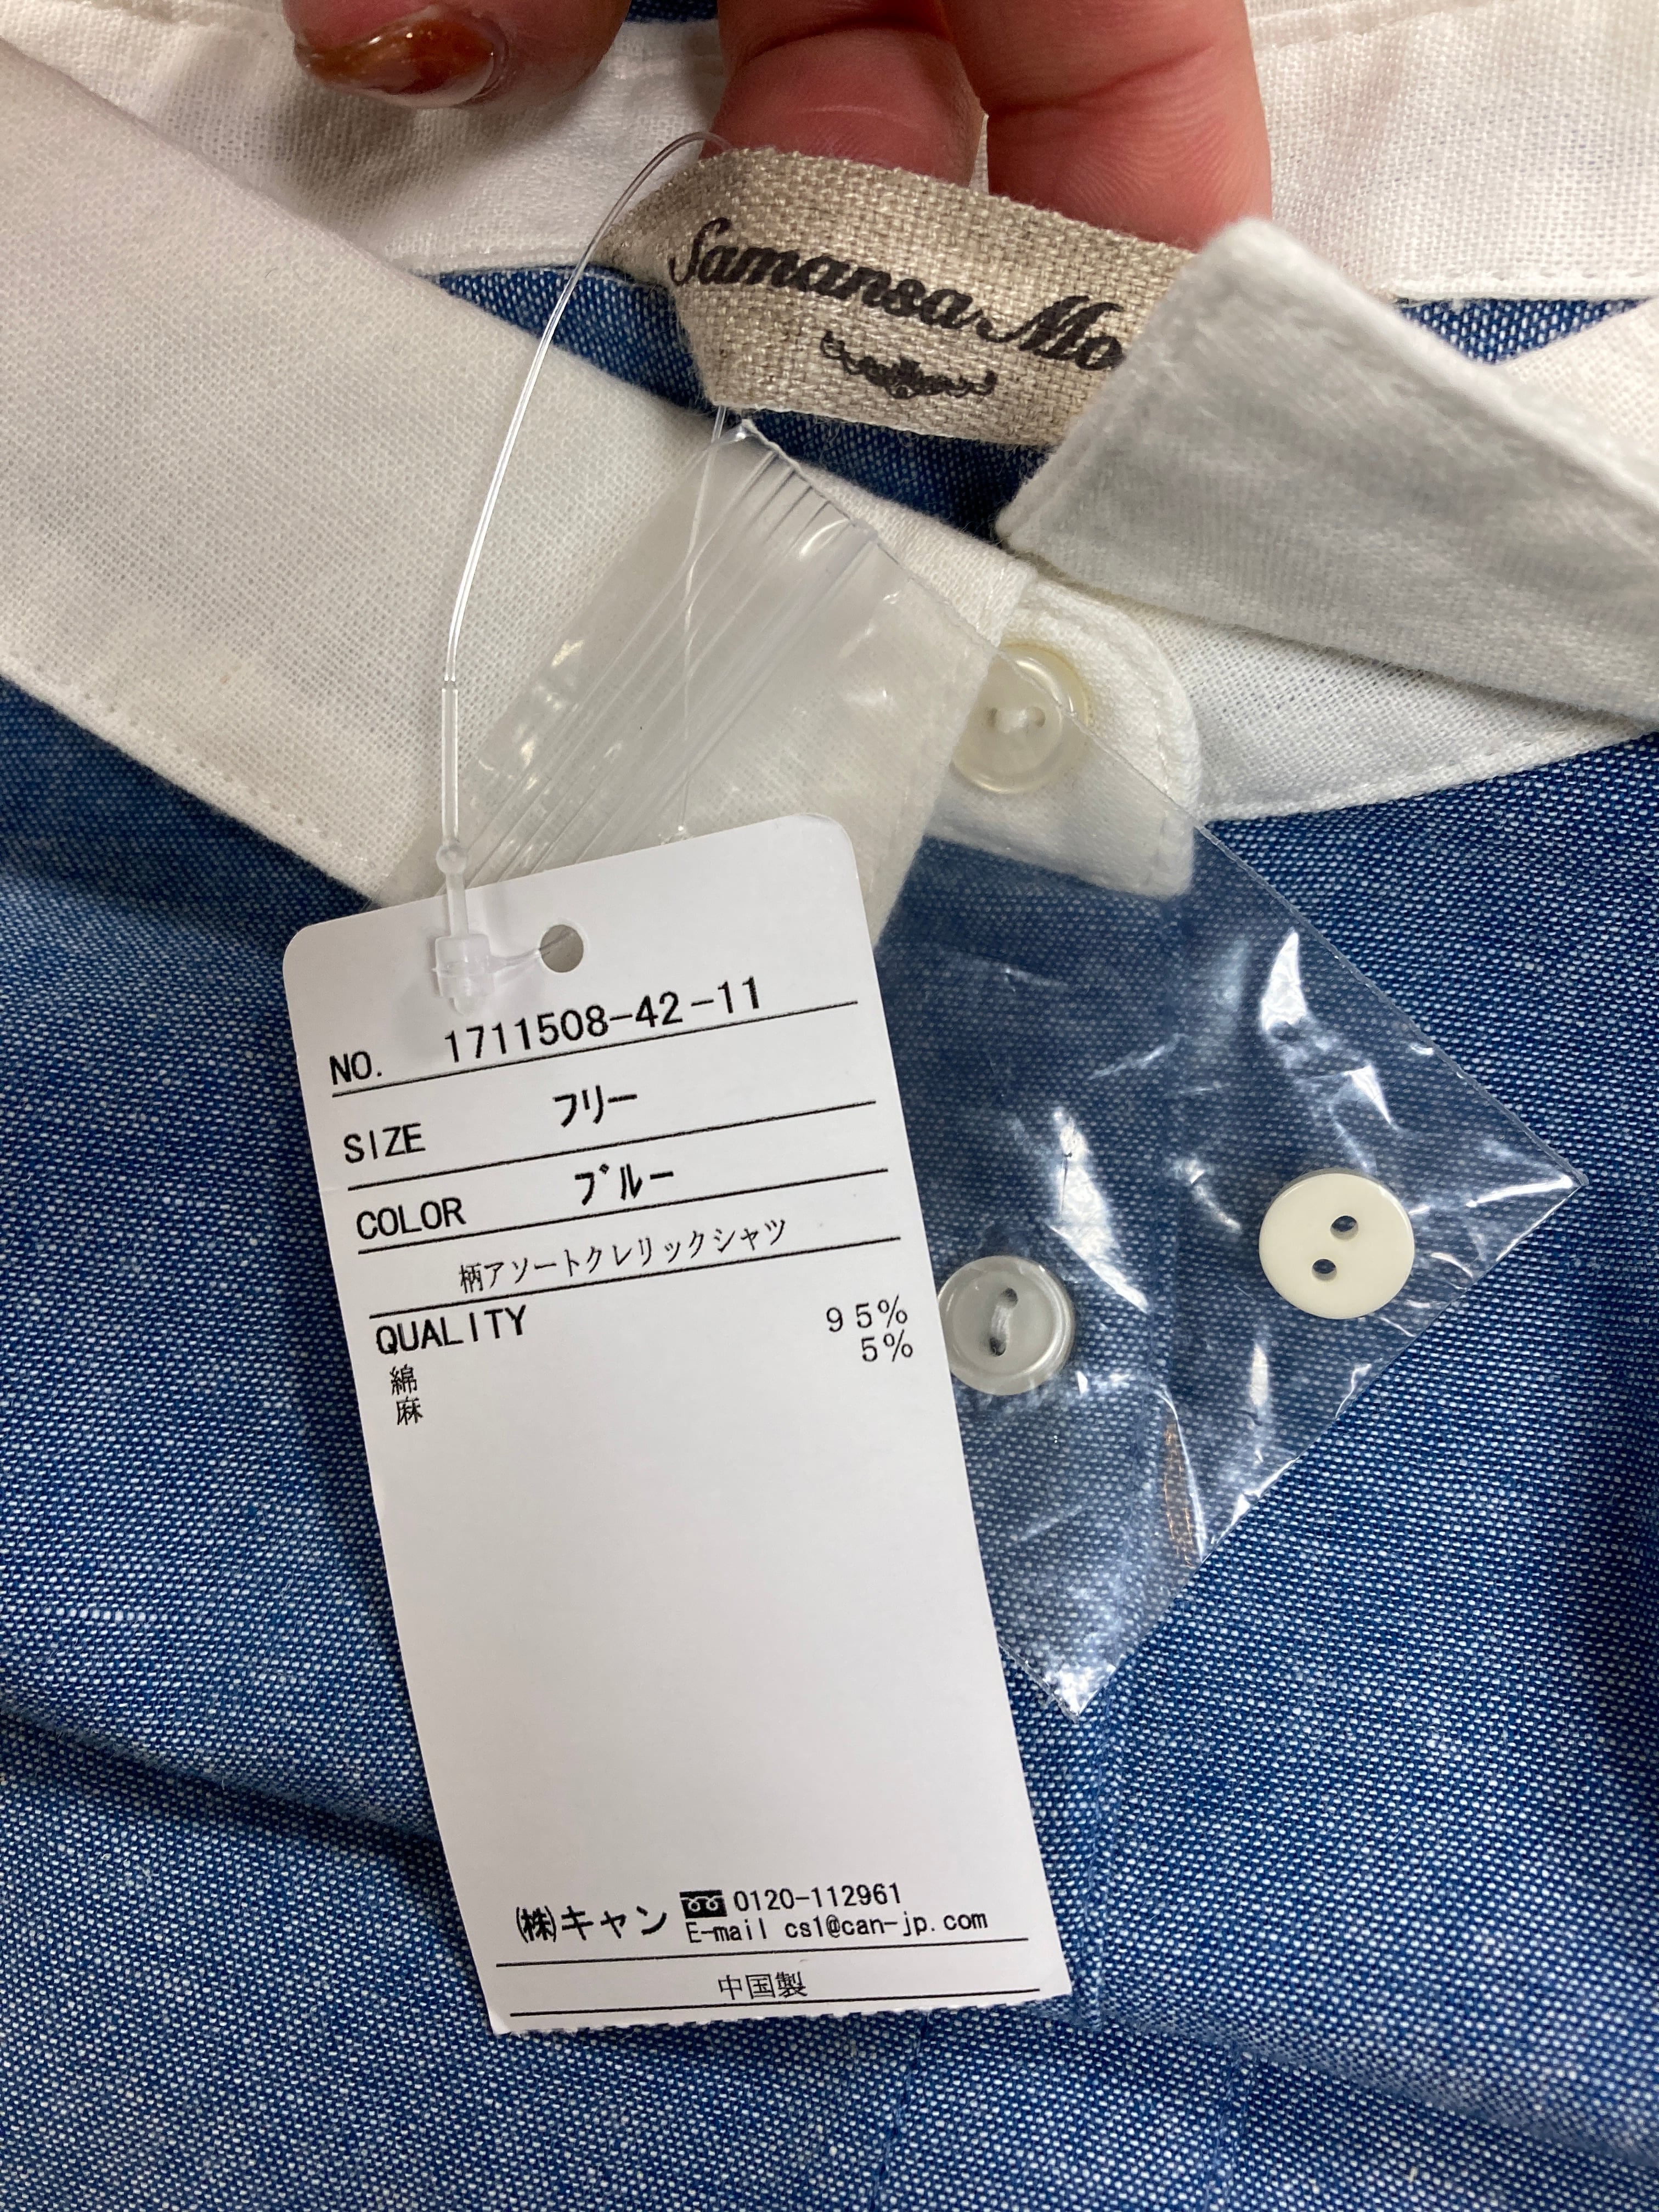 Samansa Mo
NO. 1711508-42-11
SIZE フリー
COLOR ブルー
柄アソートクレリックシャツ
QUALITY
綿 95%
麻 5%
㈱キャン 0120-112961
E-mail cs1@can-jp.com
中国製